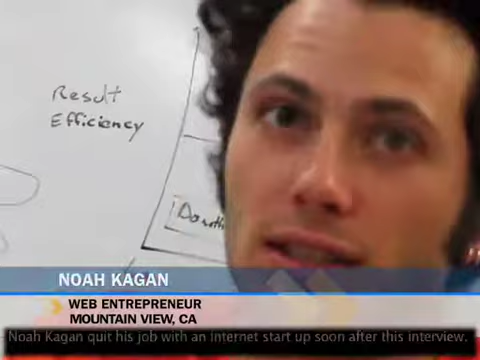 Result
Efficiency
NOAH KAGAN
WEB ENTREPRENEUR
MOUNTAIN VIEW, CA
Noah Kagan quit his job with an internet start up soon after this interview.